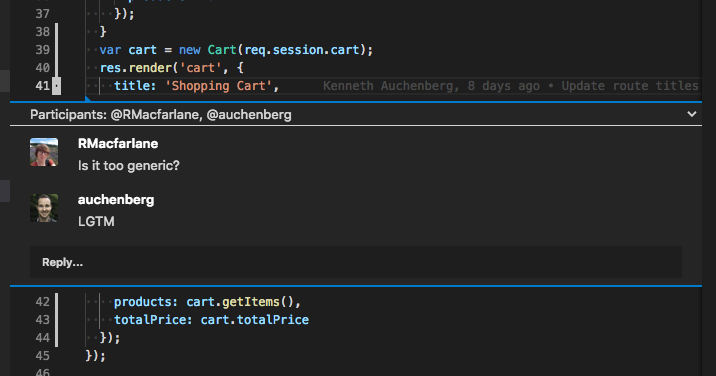 37 });
38 }
39 var cart = new Cart(req.session.cart);
40 res.render('cart', {
41 title: 'Shopping Cart', Kenneth Auchenberg, 8 days ago • Update route titles
Participants: @RMacfarlane, @auchenberg
RMacfarlane
Is it too generic?
auchenberg
LGTM
Reply...
42 products: cart.getItems(),
43 totalPrice: cart.totalPrice
44 });
45 });
46